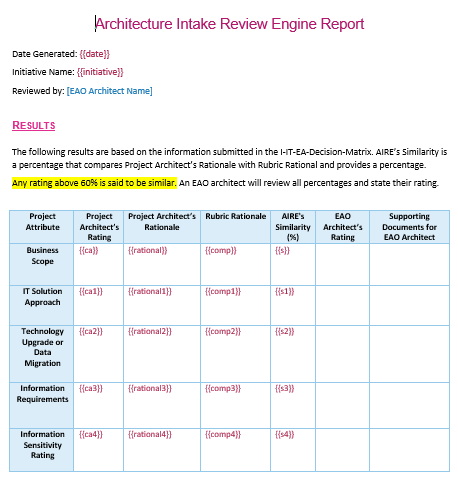 Architecture Intake Review Engine Report
Date Generated: {{date}}
Initiative Name: {{initiative}}
Reviewed by: [EAO Architect Name]
RESULTS
The following results are based on the information submitted in the I-IT-EA-Decision-Matrix. AIRE's Similarity is
a percentage that compares Project Architect's Rationale with Rubric Rational and provides a percentage.
Any rating above 60% is said to be similar. An EAO architect will review all percentages and state their rating.
Project Attribute
Project Architect's Rating
Project Architect's Rationale
Rubric Rationale
AIRE's Similarity (%)
EAO Architect's Rating
Supporting Documents for EAO Architect
Business Scope
{{ca}}
{{rational}}
{{comp}}
{{s}}
IT Solution Approach
{{ca1}}
{{rational1}}
{{comp1}}
{{s1}}
Technology Upgrade or Data Migration
{{ca2}}
{{rational2}}
{{comp2}}
{{s2}}
Information Requirements
{{ca3}}
{{rational3}}
{{comp3}}
{{s3}}
Information Sensitivity Rating
{{ca4}}
{{rational4}}
{{comp4}}
{{s4}}